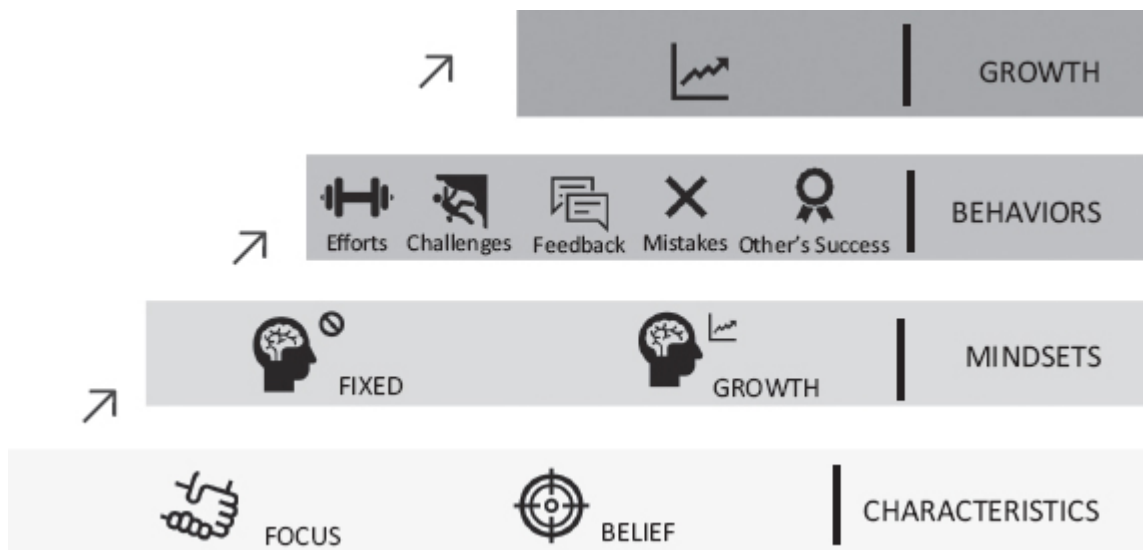 GROWTH
Efforts Challenges Feedback Mistakes Other's Success
BEHAVIORS
FIXED
GROWTH
MINDSETS
FOCUS
BELIEF
CHARACTERISTICS